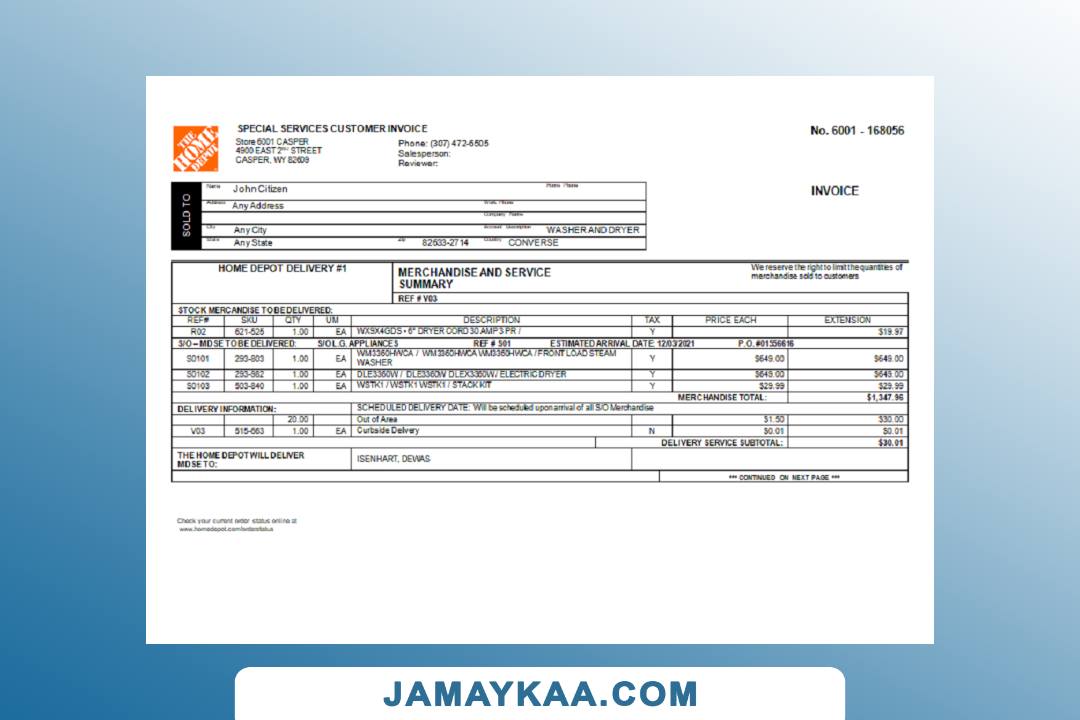 THE HOME DEPOT
SPECIAL SERVICES CUSTOMER INVOICE
No. 6001 - 168056
Store 6001 CASPER
4900 EAST 2ND STREET
CASPER, WY 82609
Phone: (307) 472-6505
Salesperson:
Reviewer:
INVOICE
SOLD TO
Name John Citizen Home Phone
Address Any Address Work Phone
Company Name
City Any City Account Description WASHER AND DRYER
State Any State Zip 82633-2714 Country CONVERSE
HOME DEPOT DELIVERY #1
MERCHANDISE AND SERVICE
SUMMARY
We reserve the right to limit the quantities of
merchandise sold to customers
REF # V03
STOCK MERCANDISE TO BE DELIVERED:
REF# SKU QTY UM DESCRIPTION TAX PRICE EACH EXTENSION
R02 621-525 1.00 EA WX9X4GDS • 6" DRYER CORD 30 AMP 3 PR / Y $19.97
S/O – MDSE TO BE DELIVERED: S/O L.G. APPLIANCES REF # S01 ESTIMATED ARRIVAL DATE: 12/03/2021 P.O. #01556616
S0101 293-803 1.00 EA WM3360HWCA / WM3360HWCA WM3360HWCA / FRONT LOAD STEAM WASHER Y $649.00 $649.00
S0102 293-862 1.00 EA DLE3360W / DLE3360W DLEX3360W/ ELECTRIC DRYER Y $649.00 $649.00
S0103 503-840 1.00 EA WSTK1 / WSTK1 WSTK1 / STACK KIT Y $29.99 $29.99
MERCHANDISE TOTAL: $1,347.96
DELIVERY INFORMATION: SCHEDULED DELIVERY DATE: Will be scheduled upon arrival of all S/O Merchandise
20.00 Out of Area $1.50 $30.00
V03 515-663 1.00 EA Curbside Delivery N $0.01 $0.01
DELIVERY SERVICE SUBTOTAL: $30.01
THE HOME DEPOT WILL DELIVER
MDSE TO:
ISENHART, DEWAS
*** CONTINUED ON NEXT PAGE ***
Check your current order status online at
www.homedepot.com/orderstatus
JAMAYKAA.COM